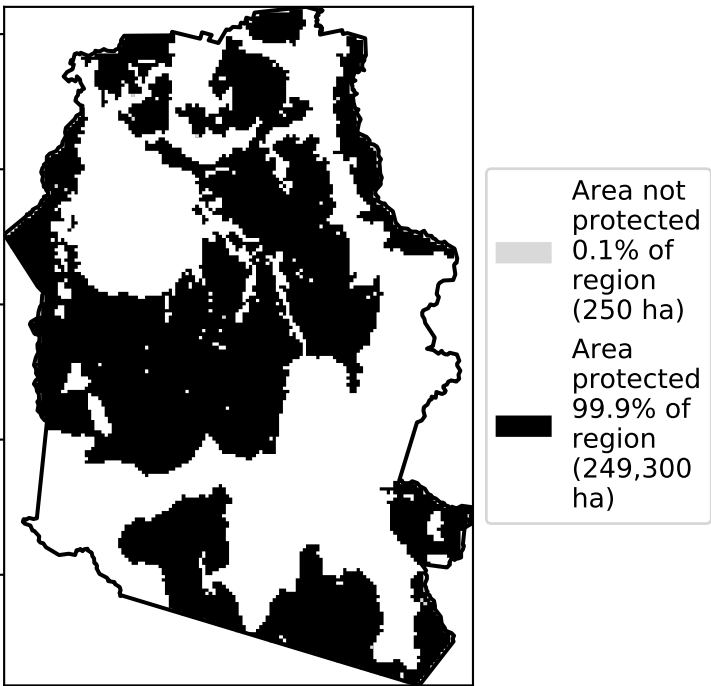 Area not
protected
0.1% of
region
(250 ha)
Area
protected
99.9% of
region
(249,300
ha)